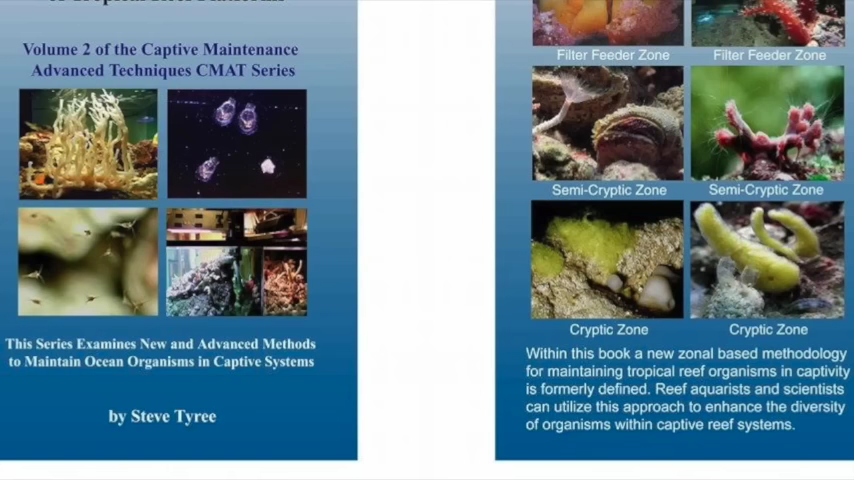 of Tropical Reef Platforms
Volume 2 of the Captive Maintenance
Advanced Techniques CMAT Series
This Series Examines New and Advanced Methods
to Maintain Ocean Organisms in Captive Systems
by Steve Tyree
Filter Feeder Zone
Filter Feeder Zone
Semi-Cryptic Zone
Semi-Cryptic Zone
Cryptic Zone
Cryptic Zone
Within this book a new zonal based methodology
for maintaining tropical reef organisms in captivity
is formerly defined. Reef aquarists and scientists
can utilize this approach to enhance the diversity
of organisms within captive reef systems.